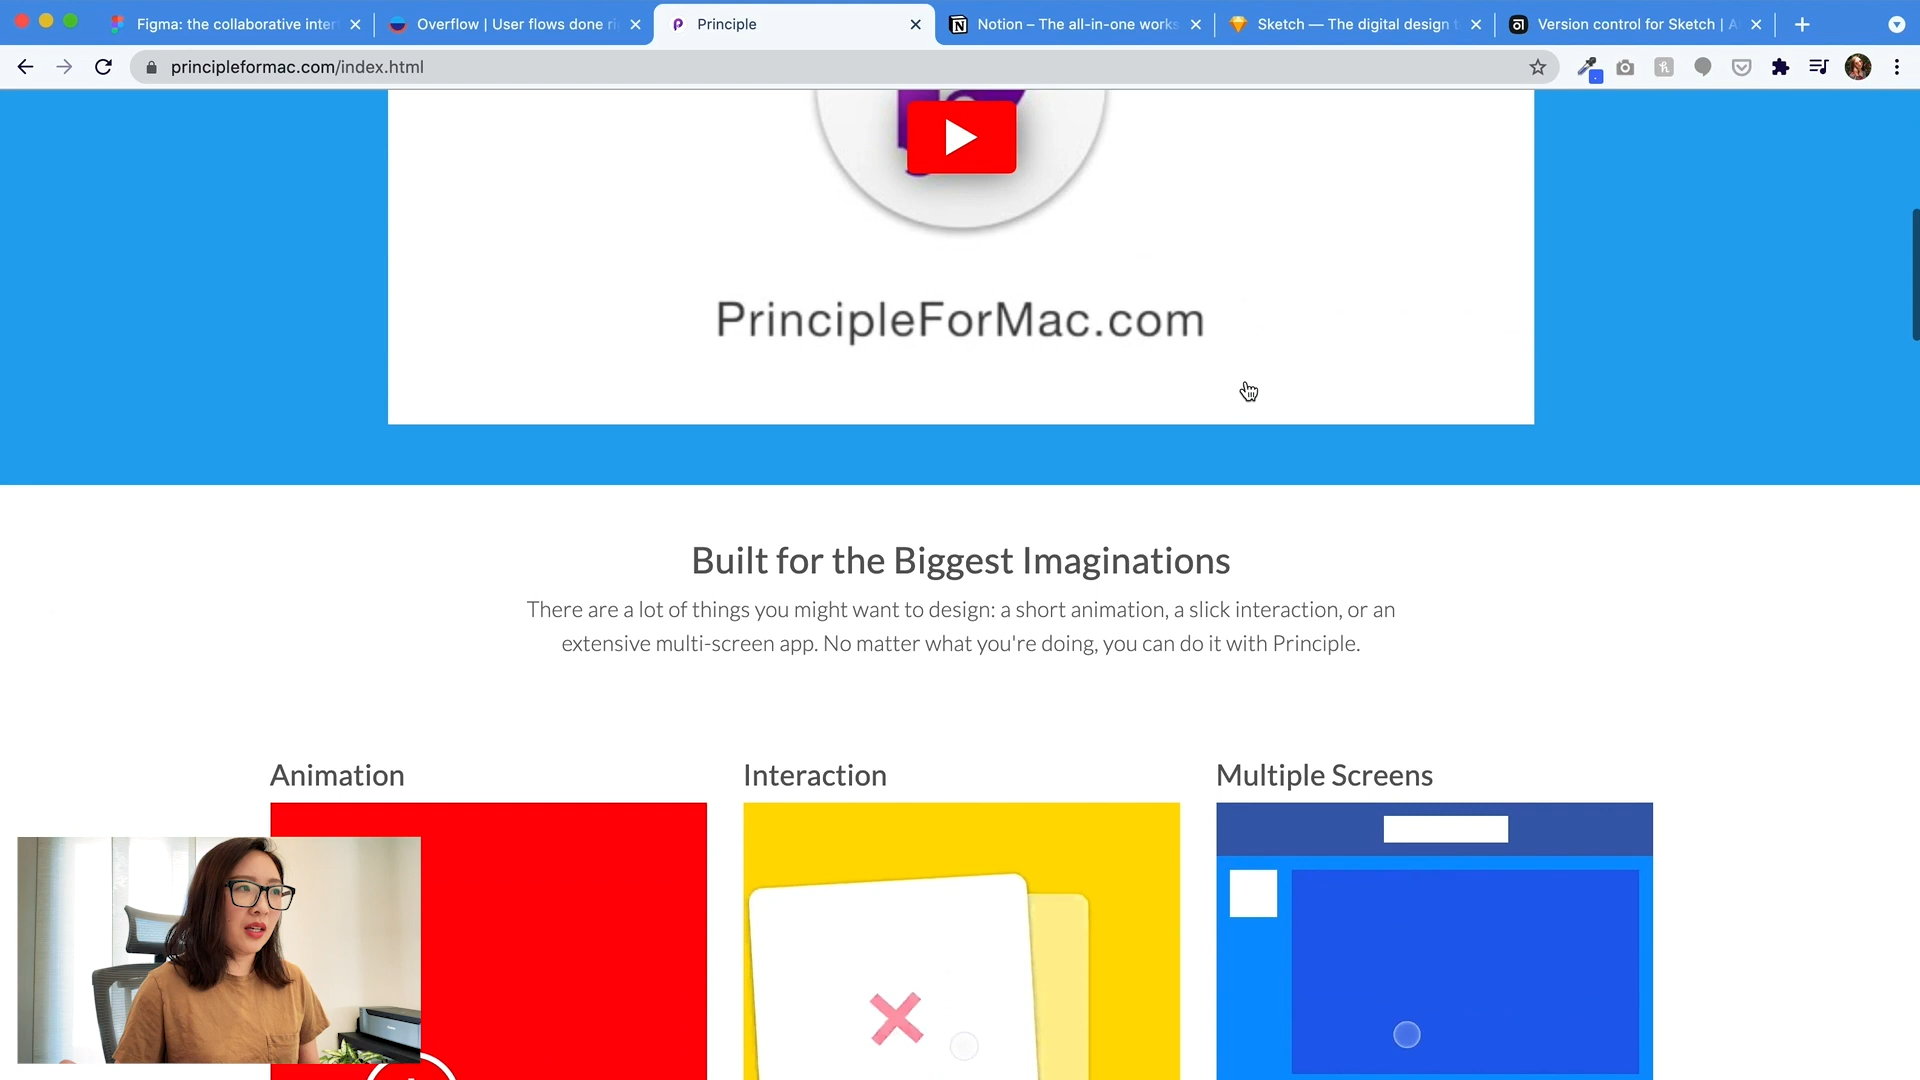 Figma: the collaborative inter
Overflow | User flows done ri
Principle
Notion – The all-in-one works
Sketch — The digital design t
Version control for Sketch | A
principleformac.com/index.html
PrincipleForMac.com
Built for the Biggest Imaginations
There are a lot of things you might want to design: a short animation, a slick interaction, or an
extensive multi-screen app. No matter what you're doing, you can do it with Principle.
Animation
Interaction
Multiple Screens